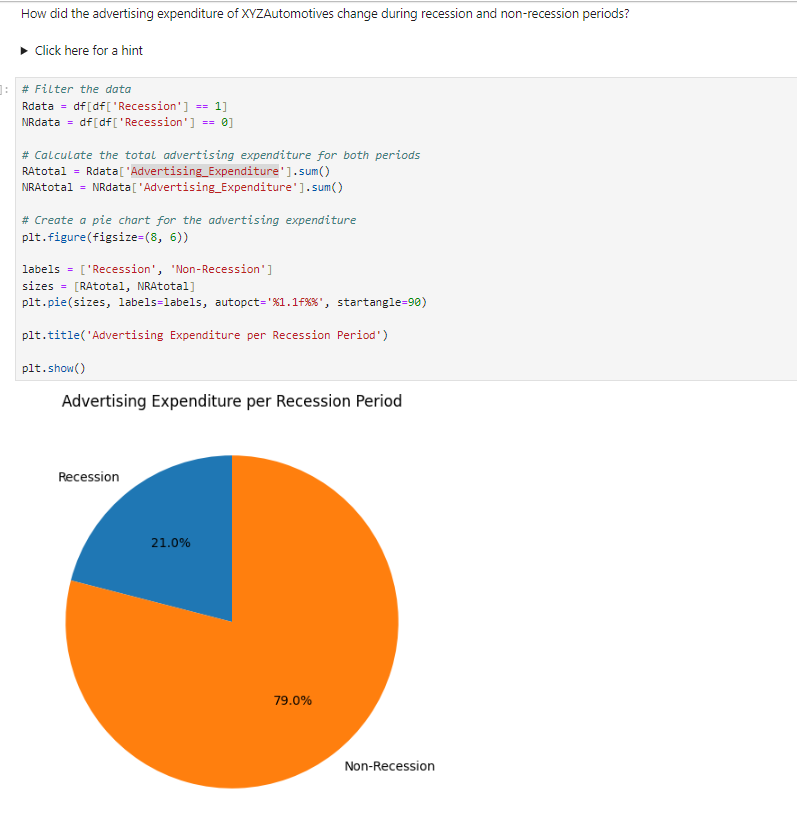 How did the advertising expenditure of XYZAutomotives change during recession and non-recession periods?
▶ Click here for a hint
]: # Filter the data
Rdata = df[df['Recession'] == 1]
NRdata = df[df['Recession'] == 0]
# Calculate the total advertising expenditure for both periods
RAtotal = Rdata['Advertising_Expenditure'].sum()
NRAtotal = NRdata['Advertising_Expenditure'].sum()
# Create a pie chart for the advertising expenditure
plt.figure(figsize=(8, 6))
labels = ['Recession', 'Non-Recession']
sizes = [RAtotal, NRAtotal]
plt.pie(sizes, labels=labels, autopct='%1.1f%%', startangle=90)
plt.title('Advertising Expenditure per Recession Period')
plt.show()
Advertising Expenditure per Recession Period
Recession
21.0%
79.0%
Non-Recession